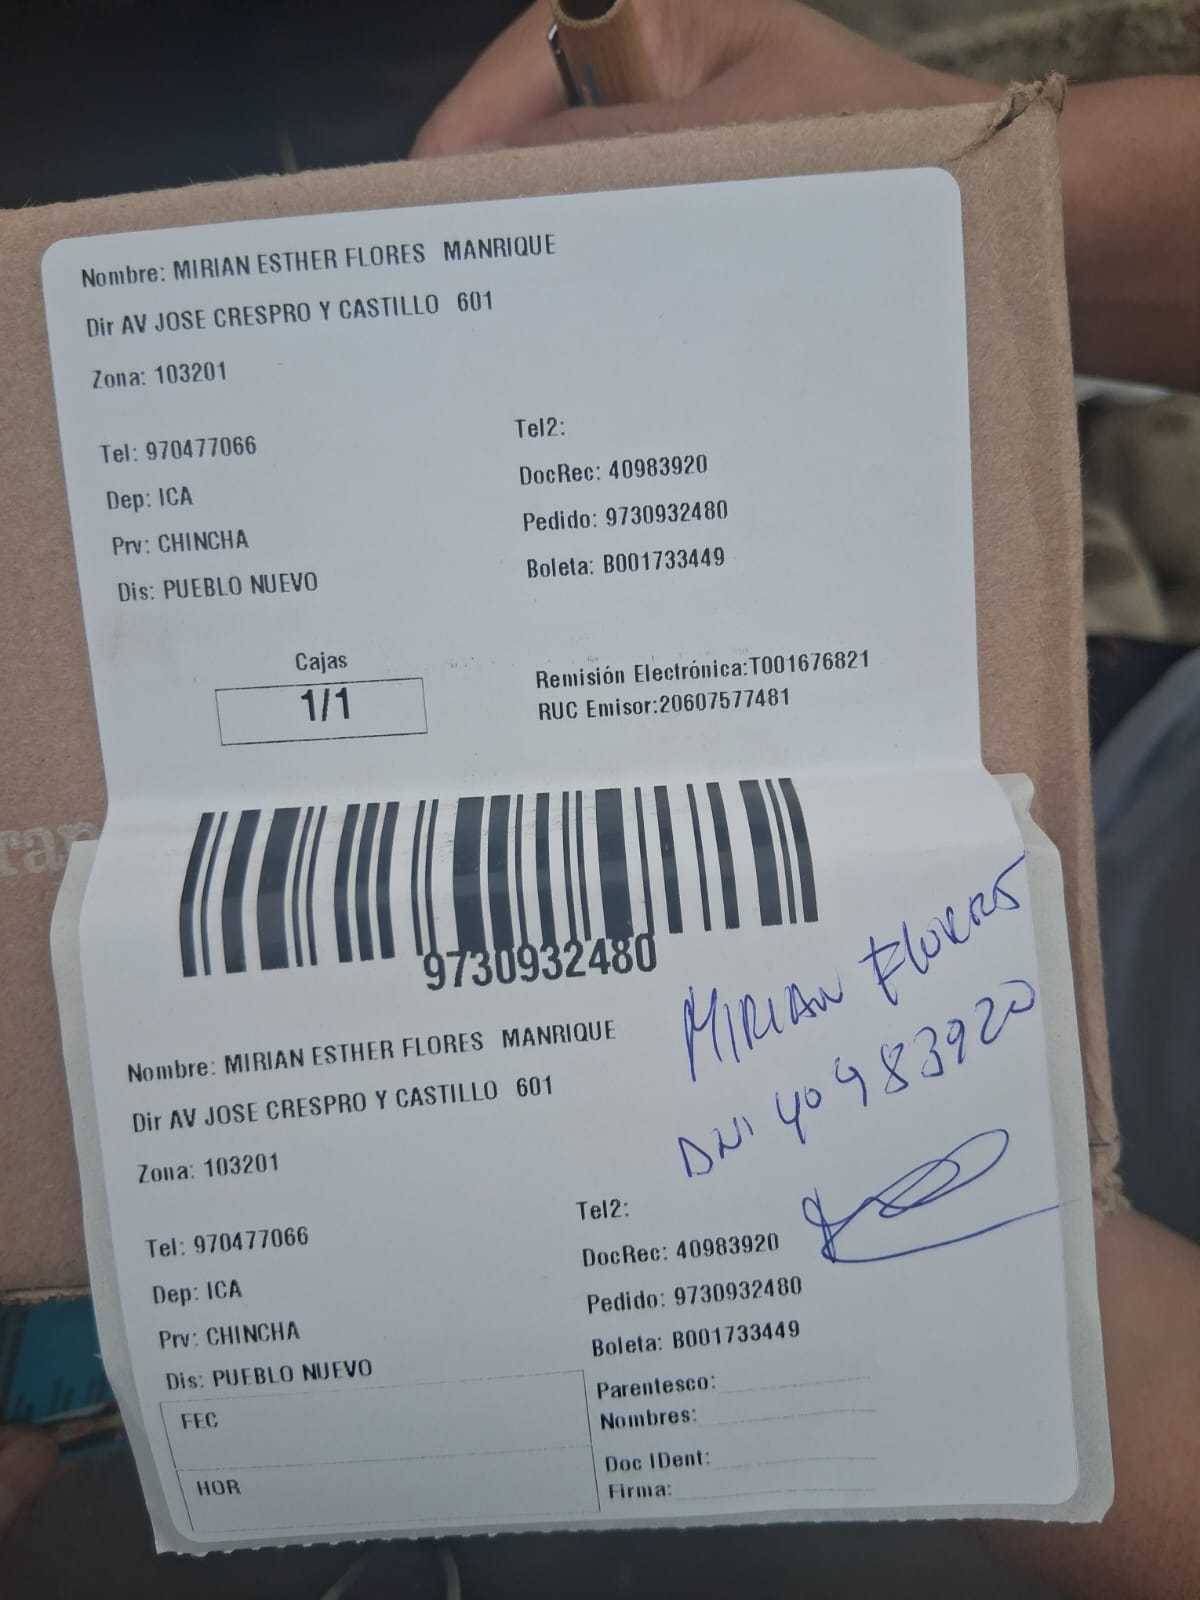 Nombre: MIRIAN ESTHER FLORES MANRIQUE
Dir AV JOSE CRESPRO Y CASTILLO 601
Zona: 103201
Tel: 970477066
Tel2:
Dep: ICA
DocRec: 40983920
Prv: CHINCHA
Pedido: 9730932480
Dis: PUEBLO NUEVO
Boleta: B001733449
Cajas
1/1
Remisión Electrónica:T001676821
RUC Emisor:20607577481
9730932480
MIRIAN FLORES
DNI 40983920
Nombre: MIRIAN ESTHER FLORES MANRIQUE
Dir AV JOSE CRESPRO Y CASTILLO 601
Zona: 103201
Tel: 970477066
Tel2:
Dep: ICA
DocRec: 40983920
Prv: CHINCHA
Pedido: 9730932480
Dis: PUEBLO NUEVO
Boleta: B001733449
FEC
Parentesco:
Nombres:
HOR
Doc IDent:
Firma: